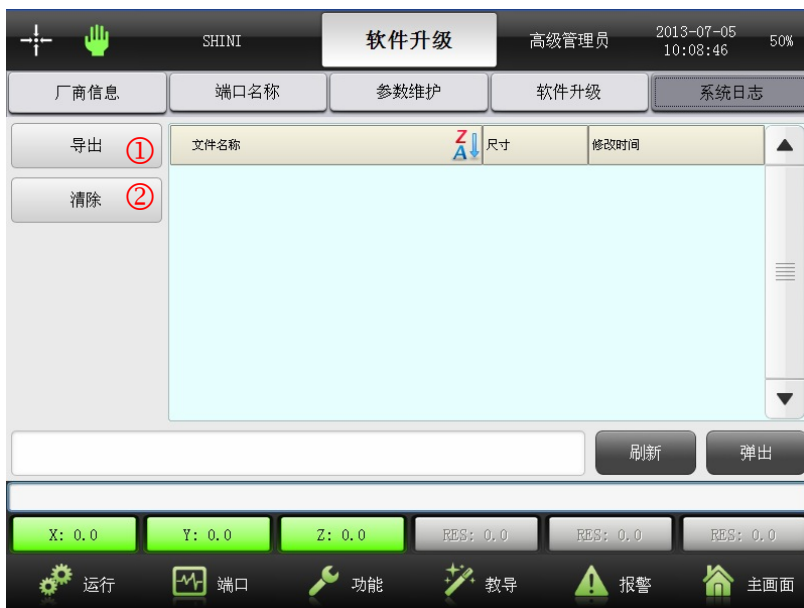 SHINI 软件升级 高级管理员 2013-07-05 10:08:46 50%
厂商信息 端口名称 参数维护 软件升级 系统日志
导出 ① 文件名称 Z A 尺寸 修改时间
清除 ②
刷新 弹出
X: 0.0 Y: 0.0 Z: 0.0 RES: 0.0 RES: 0.0 RES: 0.0
运行 端口 功能 教导 报警 主画面